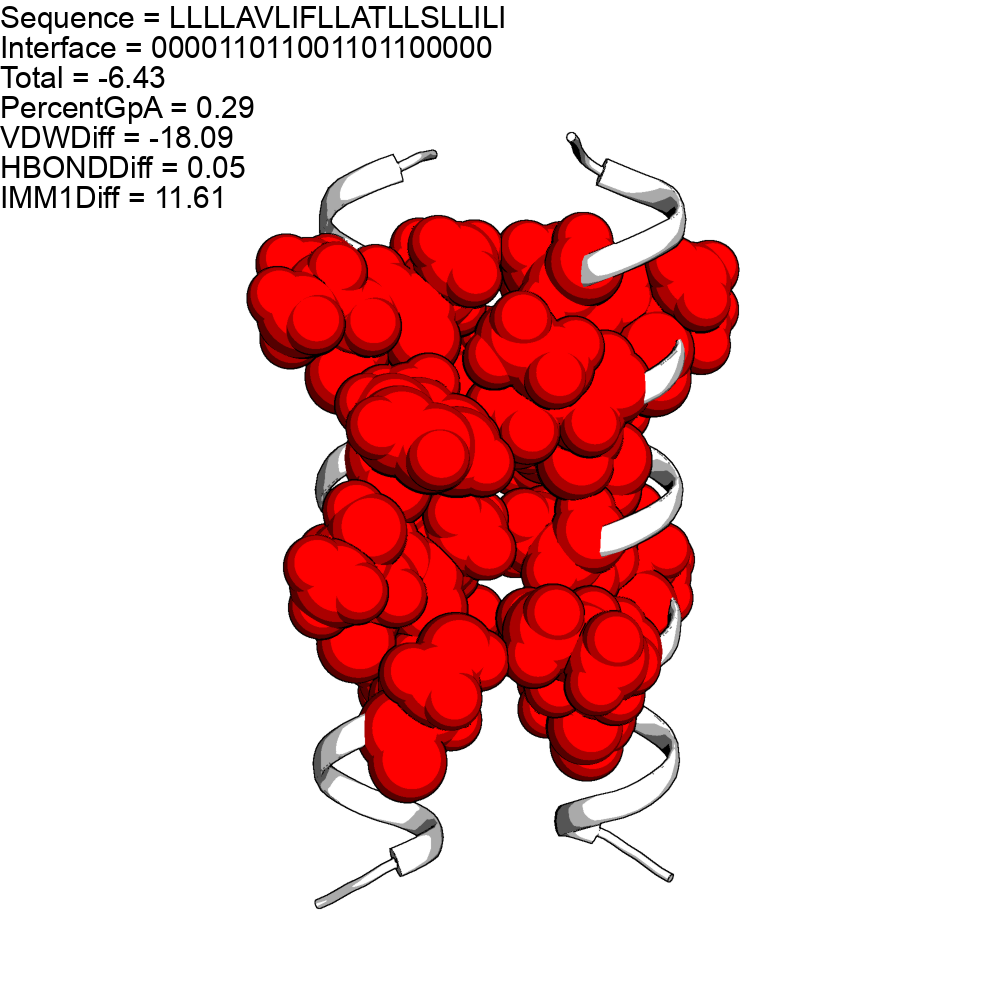 Sequence = LLLLAVLIFLLATLLSLLILI
Interface = 000011011001101100000
Total = -6.43
PercentGpA = 0.29
VDWDiff = -18.09
HBONDDiff = 0.05
IMM1Diff = 11.61